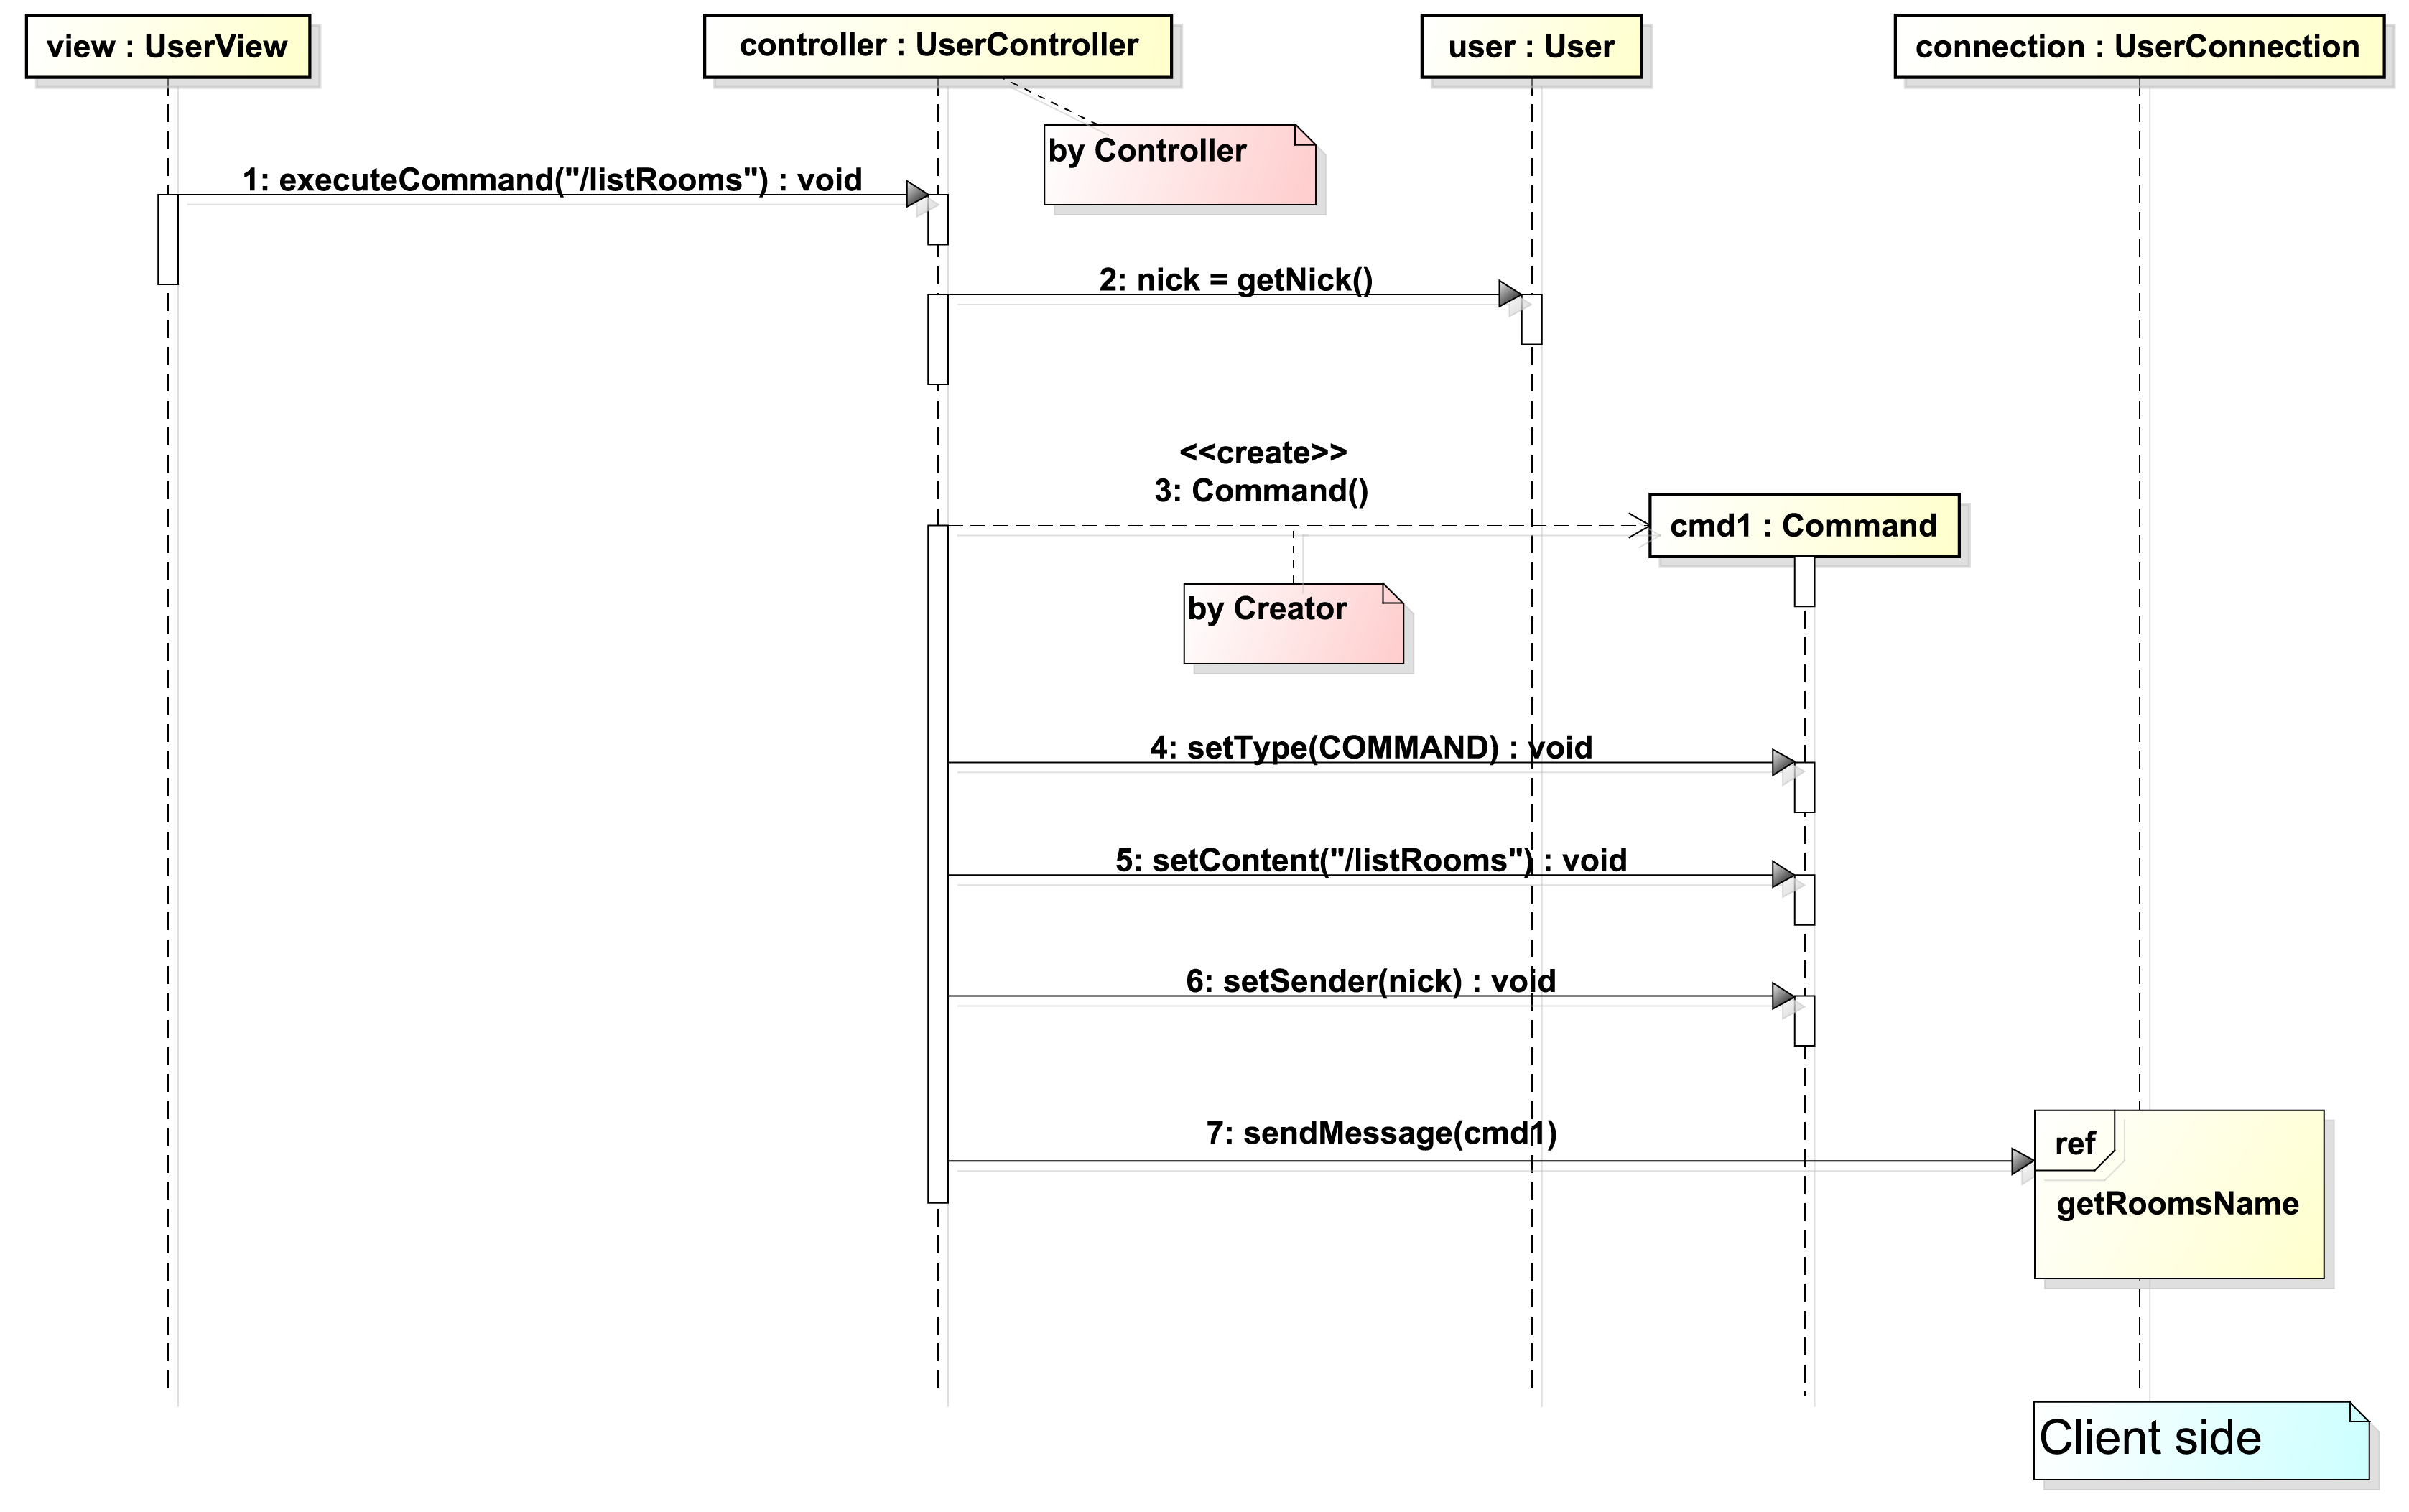 view : UserView
controller : UserController
user : User
connection : UserConnection
by Controller
1: executeCommand("/listRooms") : void
2: nick = getNick()
<<create>>
3: Command()
cmd1 : Command
by Creator
4: setType(COMMAND) : void
5: setContent("/listRooms") : void
6: setSender(nick) : void
7: sendMessage(cmd1)
ref
getRoomsName
Client side